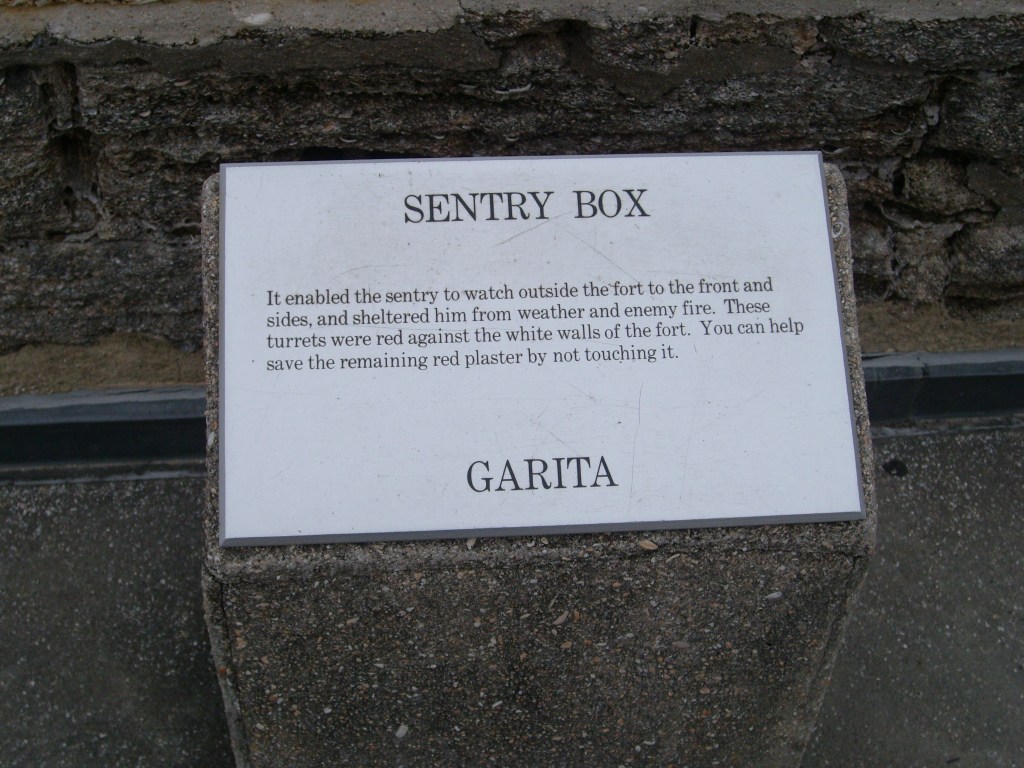 SENTRY BOX
It enabled the sentry to watch outside the fort to the front and
sides, and sheltered him from weather and enemy fire. These
turrets were red against the white walls of the fort. You can help
save the remaining red plaster by not touching it.
GARITA